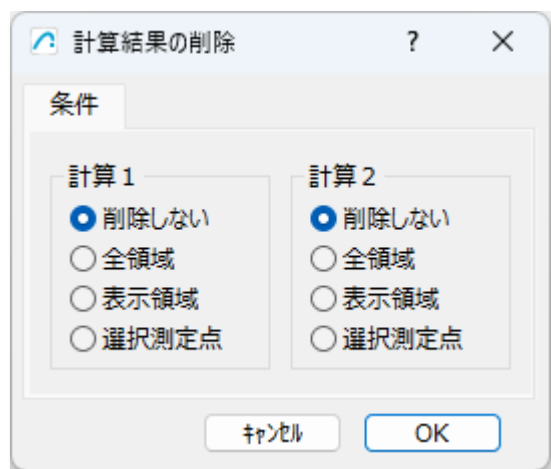 計算結果の削除 ? ×
条件
計算1
削除しない
全領域
表示領域
選択測定点
計算2
削除しない
全領域
表示領域
選択測定点
ｷｬﾝｾﾙ OK